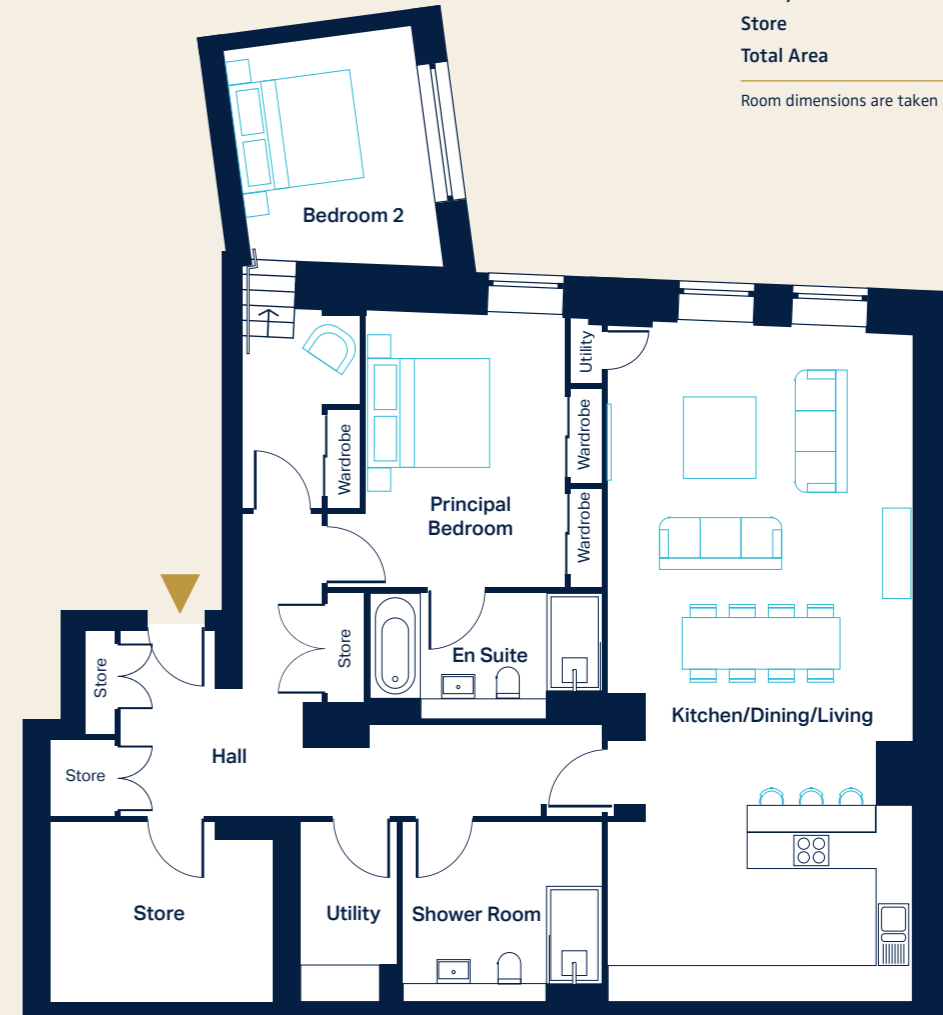 Store
Total Area
Room dimensions are taken
Bedroom 2
Utility
Wardrobe
Wardrobe
Principal
Bedroom
Wardrobe
Store
En Suite
Store
Kitchen/Dining/Living
Hall
Store
Store
Utility
Shower Room